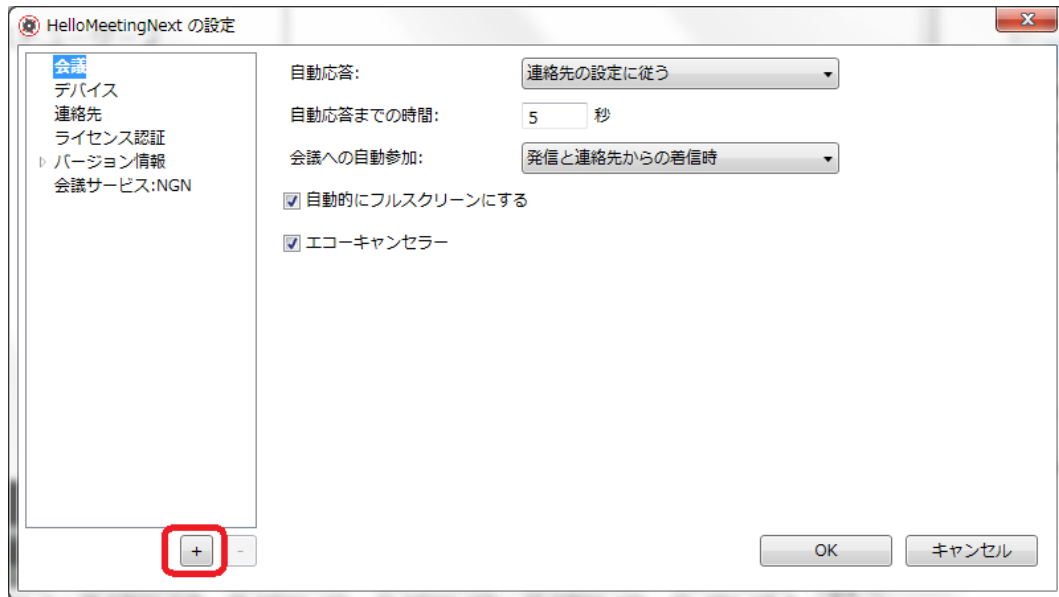 HelloMeetingNext の設定
会議
デバイス
連絡先
ライセンス認証
バージョン情報
会議サービス:NGN
自動応答: 連絡先の設定に従う
自動応答までの時間: 5 秒
会議への自動参加: 発信と連絡先からの着信時
自動的にフルスクリーンにする
エコーキャンセラー
+ -
OK キャンセル